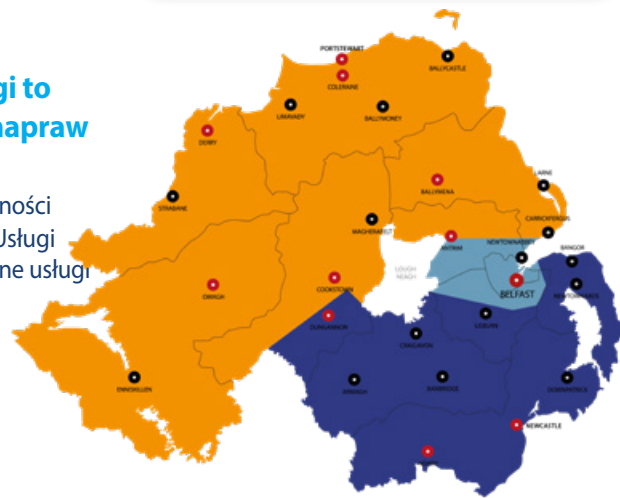 gi to
napraw
ności
Usługi
ne usługi
PORTSTEWART
COLERAINE
BALLYCASTLE
LIMAVADY
BALLYMONEY
DERRY
BALLYMENA
LARNE
STRABANE
MAGHERAFELT
CARRICKFERGUS
ANTRIM
NEWTOWNABBEY
BANGOR
LOUGH
NEAGH
OMAGH
COOKSTOWN
BELFAST
NEWTOWNARDS
DUNGANNON
LISBURN
CRAIGAVON
ENNISKILLEN
ARMAGH
BANBRIDGE
DOWNPATRICK
NEWCASTLE